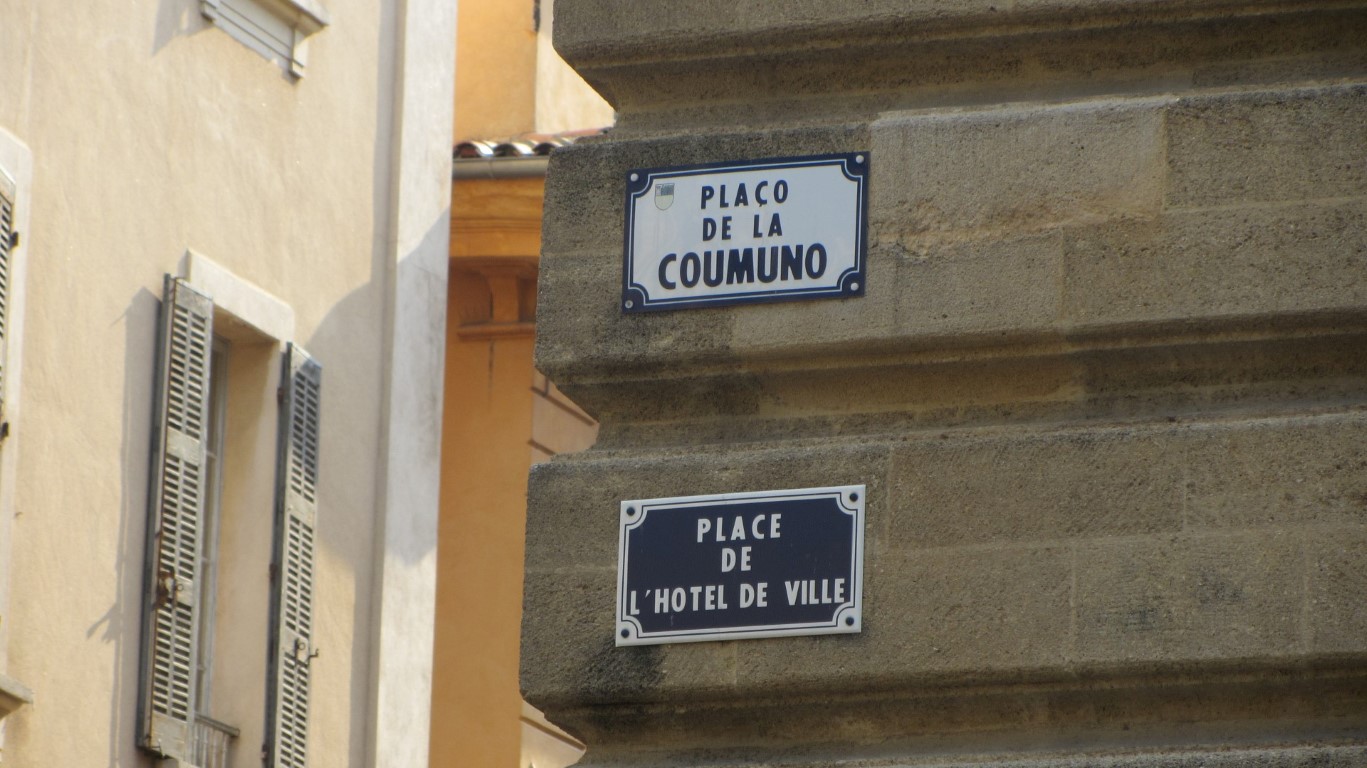 PLAÇO
DE LA
COUMUNO
PLACE
DE
L'HOTEL DE VILLE